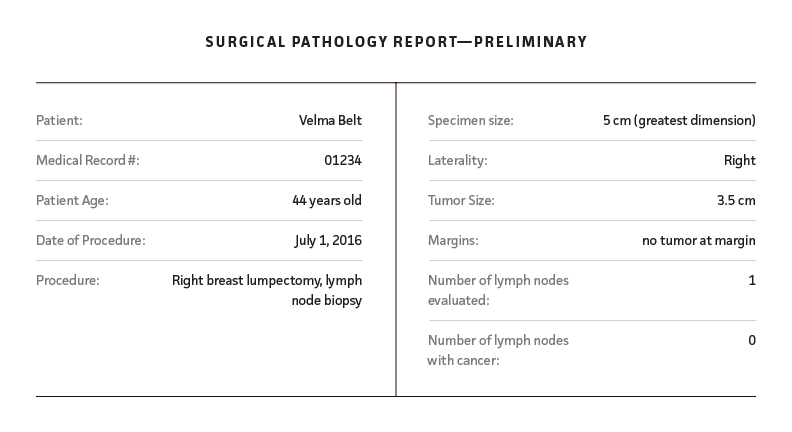 SURGICAL PATHOLOGY REPORT—PRELIMINARY
Patient: Velma Belt
Medical Record #: 01234
Patient Age: 44 years old
Date of Procedure: July 1, 2016
Procedure: Right breast lumpectomy, lymph
node biopsy
Specimen size: 5 cm (greatest dimension)
Laterality: Right
Tumor Size: 3.5 cm
Margins: no tumor at margin
Number of lymph nodes 1
evaluated:
Number of lymph nodes 0
with cancer: